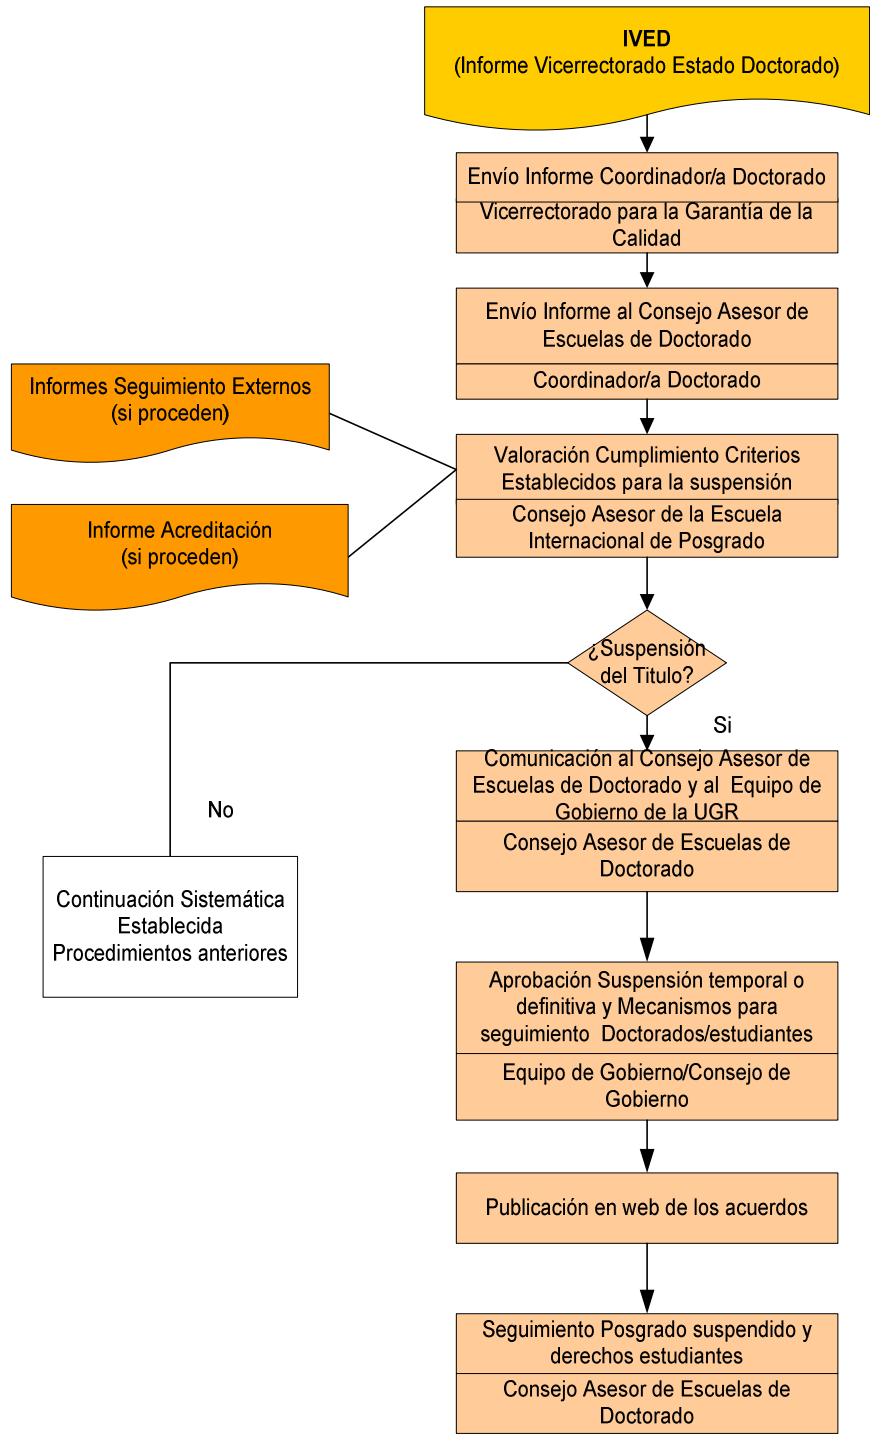 IVED
(Informe Vicerrectorado Estado Doctorado)
Envío Informe Coordinador/a Doctorado
Vicerrectorado para la Garantía de la
Calidad
Envío Informe al Consejo Asesor de
Escuelas de Doctorado
Coordinador/a Doctorado
Informes Seguimiento Externos
(si proceden)
Informe Acreditación
(si proceden)
Valoración Cumplimiento Criterios
Establecidos para la suspensión
Consejo Asesor de la Escuela
Internacional de Posgrado
¿Suspensión
del Titulo?
Si
No
Continuación Sistemática
Establecida
Procedimientos anteriores
Comunicación al Consejo Asesor de
Escuelas de Doctorado y al Equipo de
Gobierno de la UGR
Consejo Asesor de Escuelas de
Doctorado
Aprobación Suspensión temporal o
definitiva y Mecanismos para
seguimiento Doctorados/estudiantes
Equipo de Gobierno/Consejo de
Gobierno
Publicación en web de los acuerdos
Seguimiento Posgrado suspendido y
derechos estudiantes
Consejo Asesor de Escuelas de
Doctorado